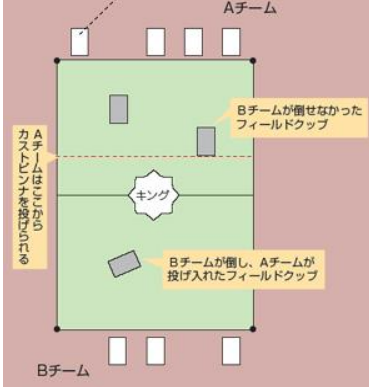 Aチーム
Bチームが倒せなかった
フィールドクップ
Aチームはここから
カストピンナを投げられる
キング
Bチームが倒し、Aチームが
投げ入れたフィールドクップ
Bチーム